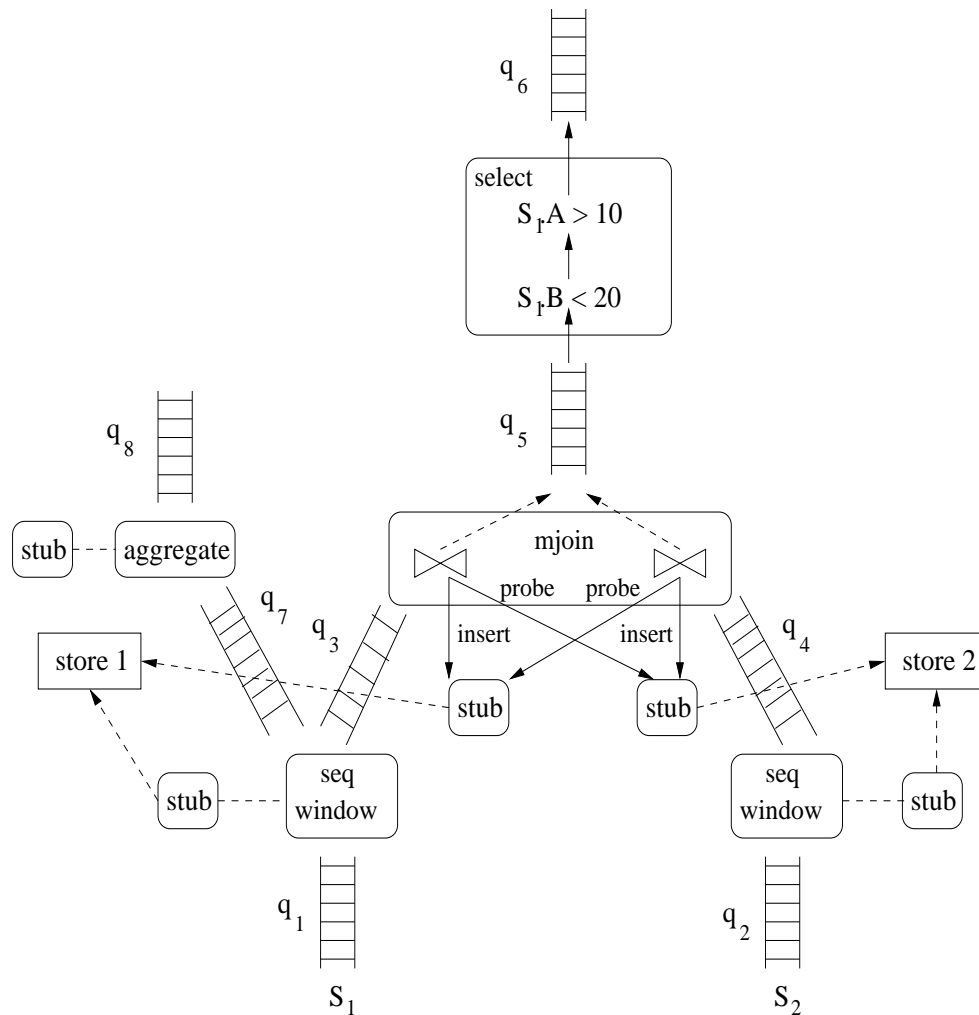 q6
select
S1.A > 10
S1.B < 20
q5
q8
mjoin
stub
aggregate
probe
probe
q7
q3
q4
insert
insert
store 1
store 2
stub
stub
seq
window
seq
window
stub
stub
q1
q2
S1
S2